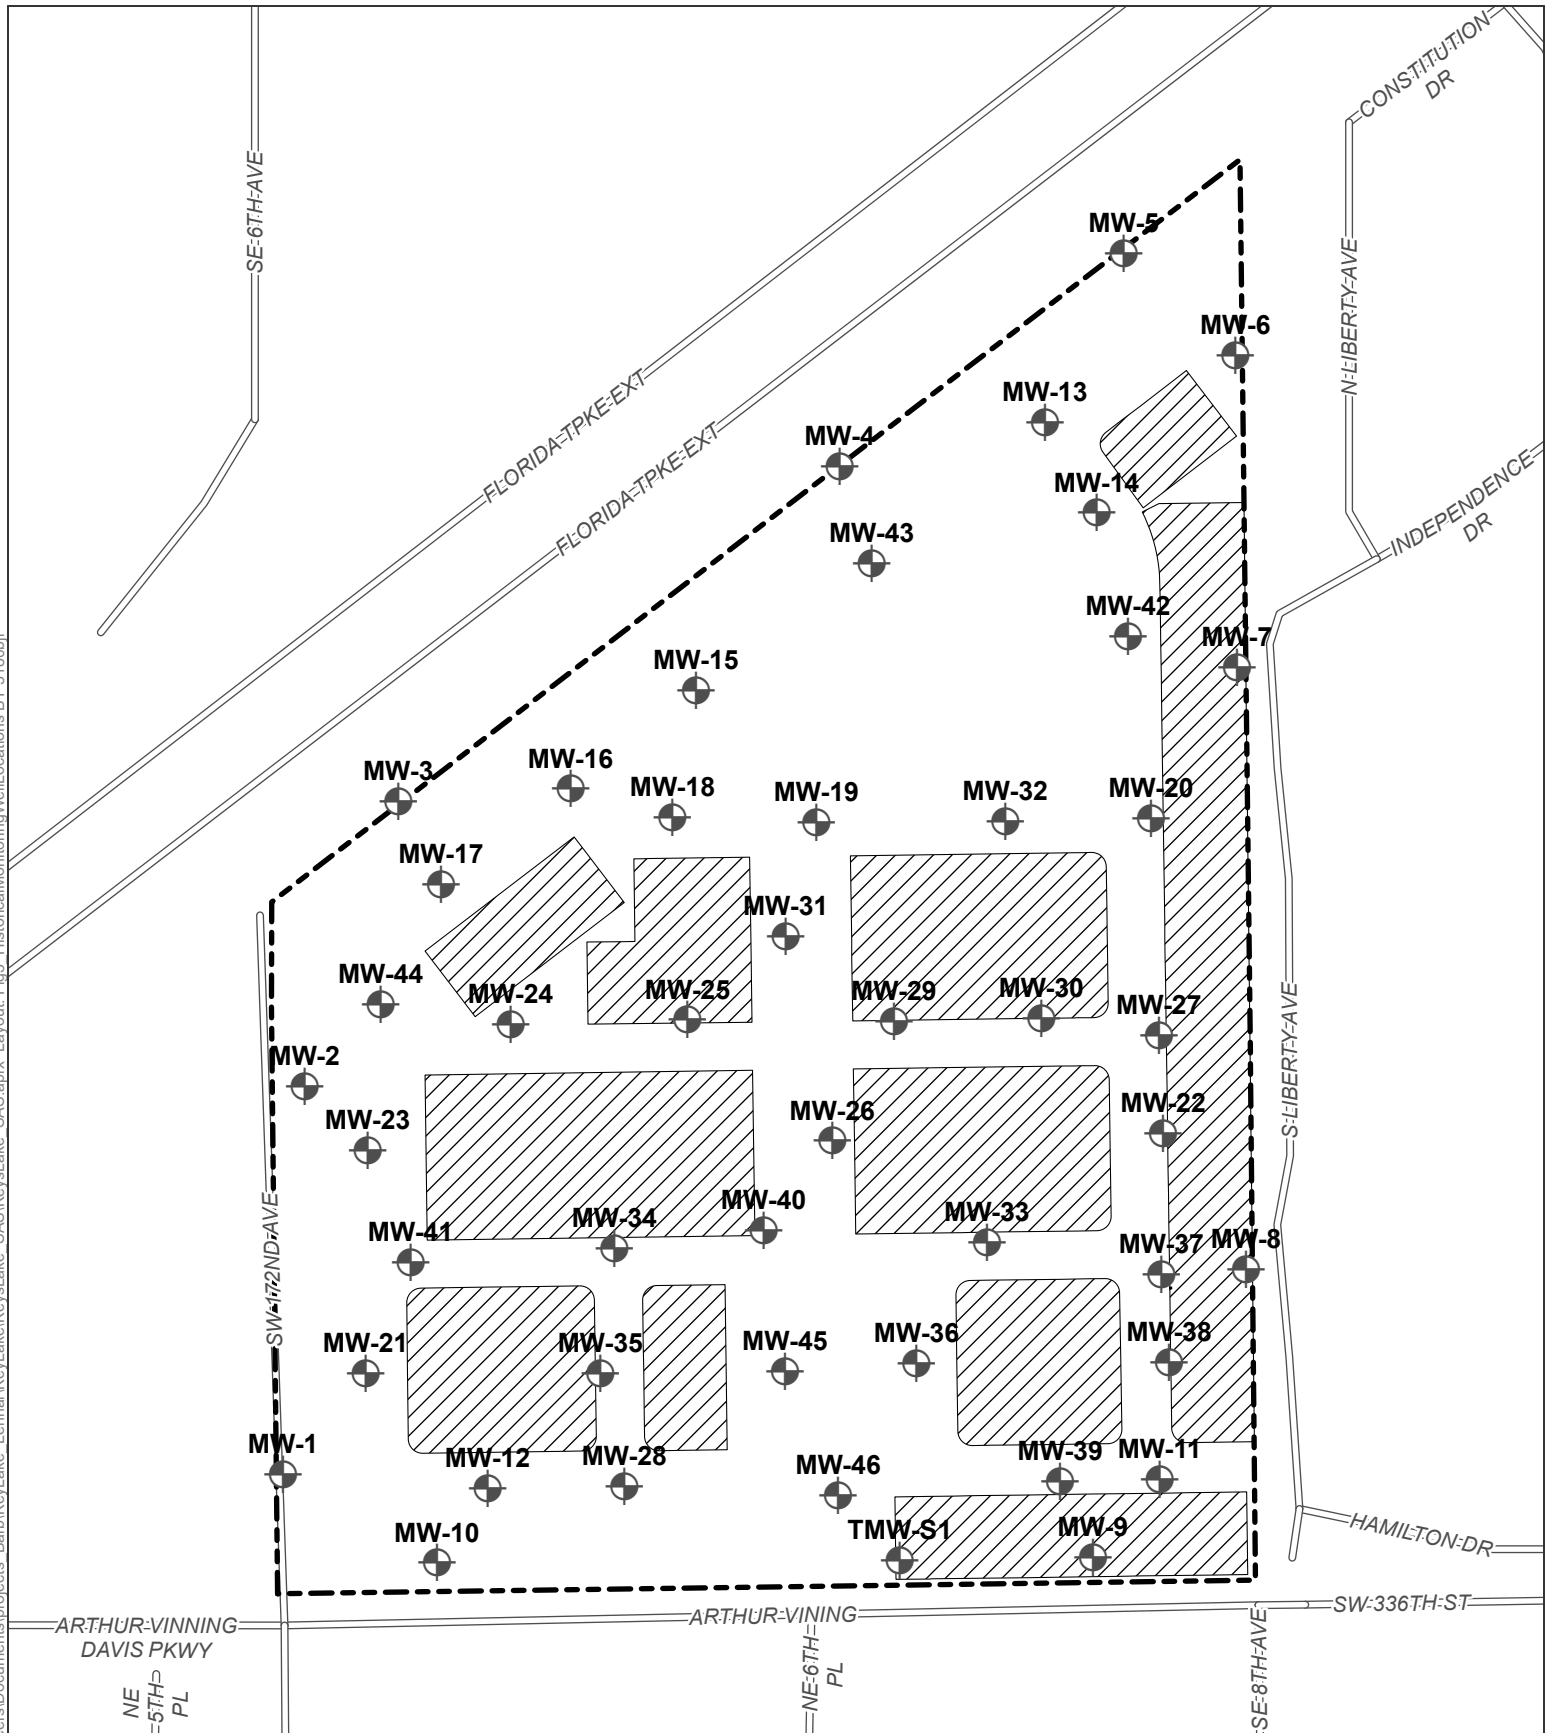 CONSTITUTION
DR
SE 6TH AVE
MW-5
N LIBERTY AVE
MW-6
FLORIDA TPKE EXT
MW-13
FLORIDA TPKE EXT
MW-4
INDEPENDENCE
DR
MW-14
MW-43
MW-42
MW-7
MW-15
MW-16
MW-3
MW-18
MW-19
MW-32
MW-20
MW-17
MW-31
MW-44
MW-24
MW-25
MW-29
MW-30
MW-27
S LIBERTY AVE
MW-2
MW-23
MW-26
MW-22
MW-41
MW-34
MW-40
MW-33
MW-37
MW-8
SW 172ND AVE
MW-21
MW-35
MW-45
MW-36
MW-38
MW-1
MW-12
MW-28
MW-46
MW-39
MW-11
MW-10
TMW-S1
MW-9
HAMILTON DR
ARTHUR VINNING
DAVIS PKWY
ARTHUR VINING
SW 336TH ST
NE
5TH
PL
NE 6TH
PL
SE 8TH AVE